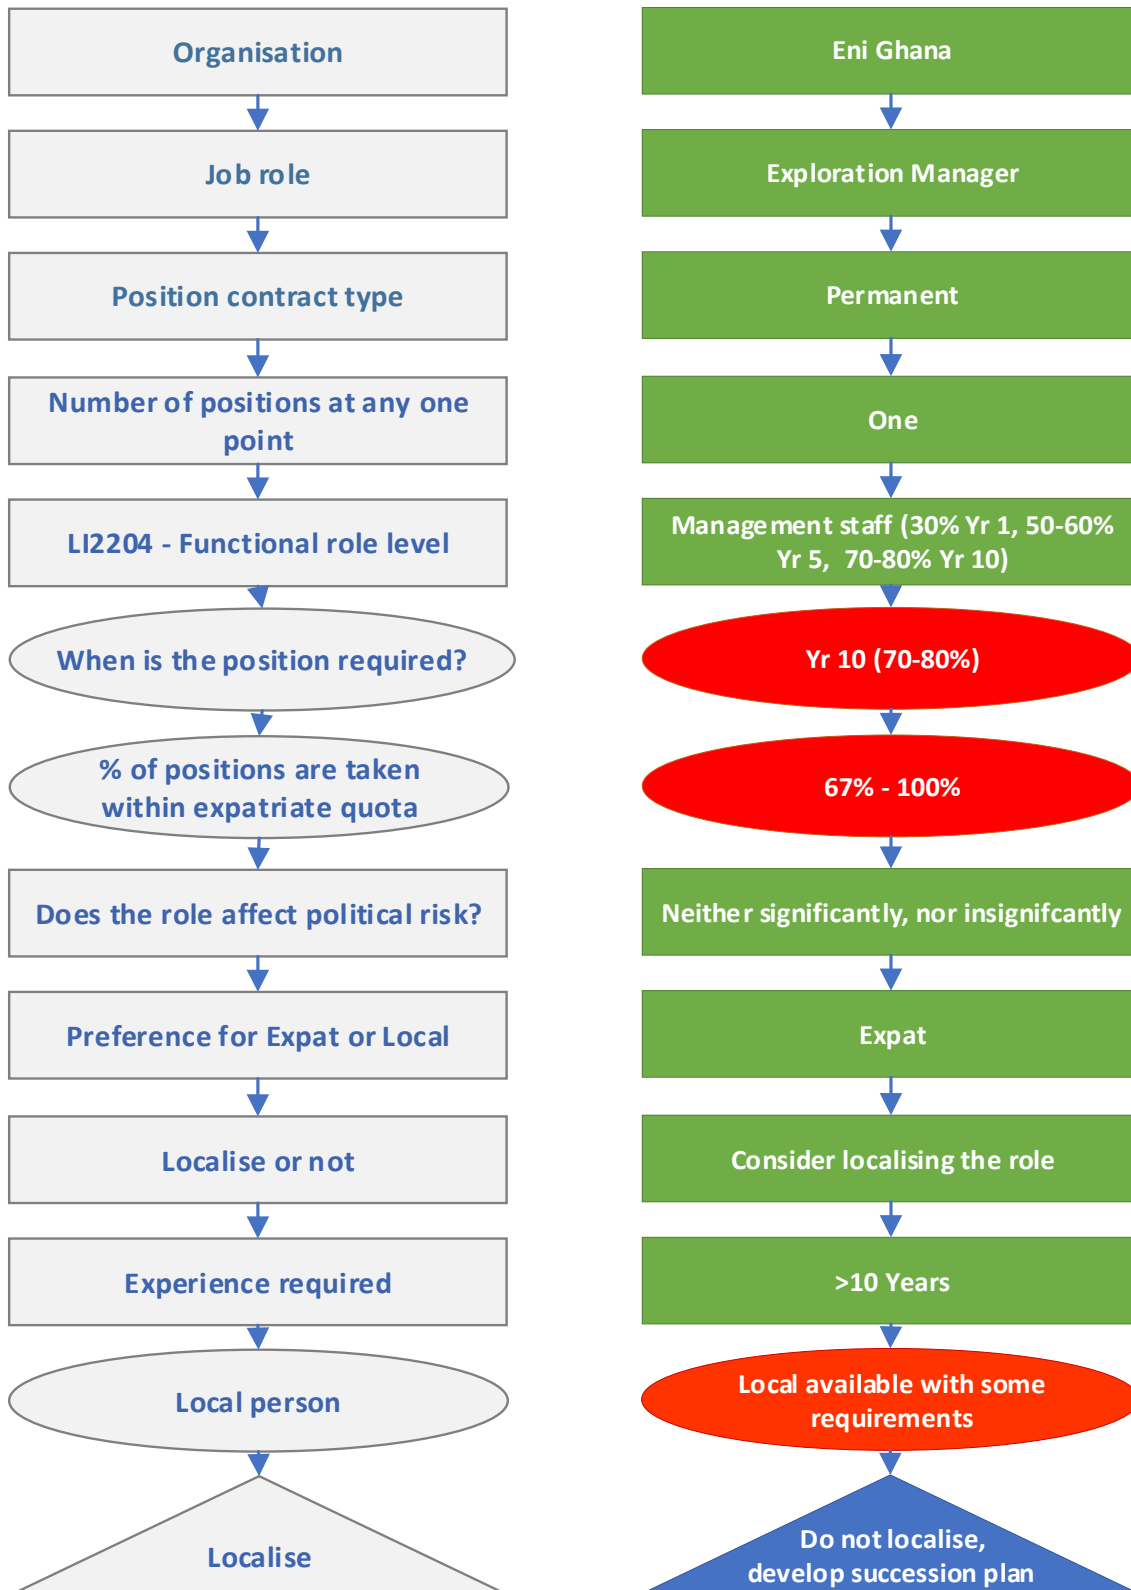 Organisation
Job role
Position contract type
Number of positions at any one
point
LI2204 - Functional role level
When is the position required?
% of positions are taken
within expatriate quota
Does the role affect political risk?
Preference for Expat or Local
Localise or not
Experience required
Local person
Localise
Eni Ghana
Exploration Manager
Permanent
One
Management staff (30% Yr 1, 50-60%
Yr 5, 70-80% Yr 10)
Yr 10 (70-80%)
67% - 100%
Neither significantly, nor insignifcantly
Expat
Consider localising the role
>10 Years
Local available with some
requirements
Do not localise,
develop succession plan